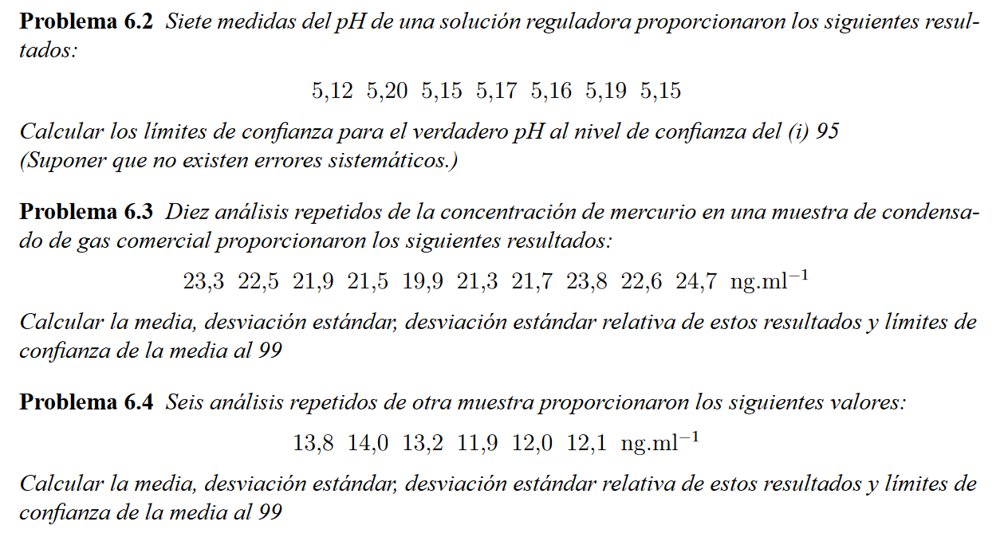 Problema 6.2 Siete medidas del pH de una solución reguladora proporcionaron los siguientes resul-
tados:
5,12 5,20 5,15 5,17 5,16 5,19 5,15
Calcular los límites de confianza para el verdadero pH al nivel de confianza del (i) 95
(Suponer que no existen errores sistemáticos.)
Problema 6.3 Diez análisis repetidos de la concentración de mercurio en una muestra de condensa-
do de gas comercial proporcionaron los siguientes resultados:
23,3 22,5 21,9 21,5 19,9 21,3 21,7 23,8 22,6 24,7 ng.ml⁻¹
Calcular la media, desviación estándar, desviación estándar relativa de estos resultados y límites de
confianza de la media al 99
Problema 6.4 Seis análisis repetidos de otra muestra proporcionaron los siguientes valores:
13,8 14,0 13,2 11,9 12,0 12,1 ng.ml⁻¹
Calcular la media, desviación estándar, desviación estándar relativa de estos resultados y límites de
confianza de la media al 99